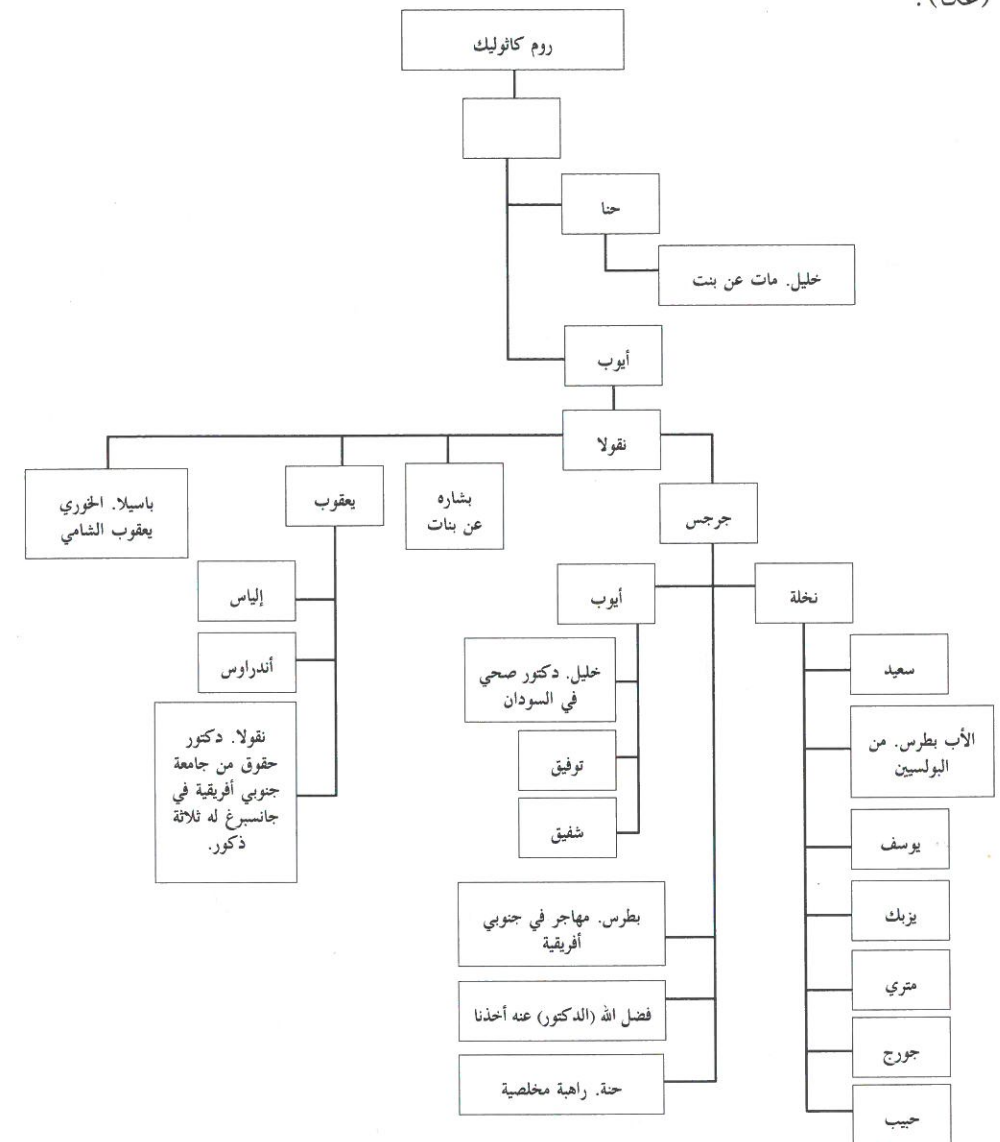 (عكا).
روم كاثوليك
حنا
خليل. مات عن بنت
أيوب
نقولا
جرجس
بشاره
عن بنات
يعقوب
باسيلا. الخوري
يعقوب الشامي
نخلة
أيوب
إلياس
أندراوس
نقولا. دكتور
حقوق من جامعة
جنوبي أفريقية في
جانسبرغ له ثلاثة
ذكور.
خليل. دكتور صحي
في السودان
توفيق
شفيق
سعيد
الأب بطرس. من
البولسيين
يوسف
يزبك
متري
جورج
حبيب
بطرس. مهاجر في جنوبي
أفريقية
فضل الله (الدكتور) عنه أخذنا
حنة. راهبة مخلصية